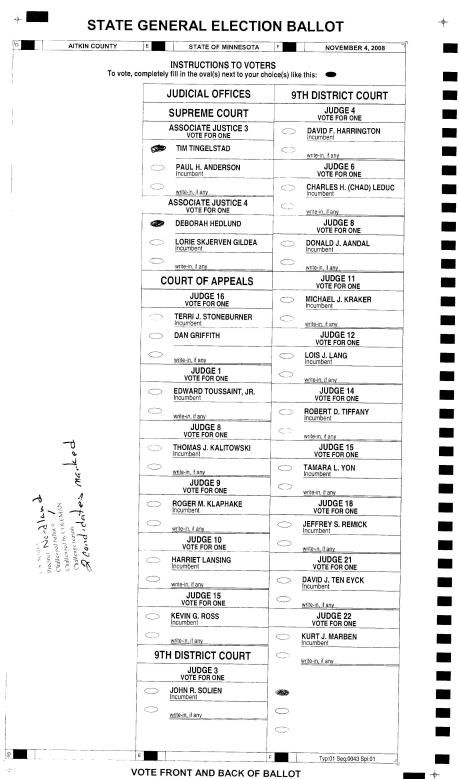 STATE GENERAL ELECTION BALLOT
AITKIN COUNTY
E
STATE OF MINNESOTA
F
NOVEMBER 4, 2008
INSTRUCTIONS TO VOTERS
To vote, completely fill in the oval(s) next to your choice(s) like this:
JUDICIAL OFFICES
SUPREME COURT
ASSOCIATE JUSTICE 3
VOTE FOR ONE
TIM TINGELSTAD
PAUL H. ANDERSON
Incumbent
write-in, if any
ASSOCIATE JUSTICE 4
VOTE FOR ONE
DEBORAH HEDLUND
LORIE SKJERVEN GILDEA
Incumbent
write-in, if any
COURT OF APPEALS
JUDGE 16
VOTE FOR ONE
TERRI J. STONEBURNER
Incumbent
DAN GRIFFITH
write-in, if any
JUDGE 1
VOTE FOR ONE
EDWARD TOUSSAINT, JR.
Incumbent
write-in, if any
JUDGE 8
VOTE FOR ONE
THOMAS J. KALITOWSKI
Incumbent
write-in, if any
JUDGE 9
VOTE FOR ONE
ROGER M. KLAPHAKE
Incumbent
write-in, if any
JUDGE 10
VOTE FOR ONE
HARRIET LANSING
Incumbent
write-in, if any
JUDGE 15
VOTE FOR ONE
KEVIN G. ROSS
Incumbent
write-in, if any
9TH DISTRICT COURT
JUDGE 3
VOTE FOR ONE
JOHN R. SOLIEN
Incumbent
write-in, if any
9TH DISTRICT COURT
JUDGE 4
VOTE FOR ONE
DAVID F. HARRINGTON
Incumbent
write-in, if any
JUDGE 6
VOTE FOR ONE
CHARLES H. (CHAD) LEDUC
Incumbent
write-in, if any
JUDGE 8
VOTE FOR ONE
DONALD J. AANDAL
Incumbent
write-in, if any
JUDGE 11
VOTE FOR ONE
MICHAEL J. KRAKER
Incumbent
write-in, if any
JUDGE 12
VOTE FOR ONE
LOIS J. LANG
Incumbent
write-in, if any
JUDGE 14
VOTE FOR ONE
ROBERT D. TIFFANY
Incumbent
write-in, if any
JUDGE 15
VOTE FOR ONE
TAMARA L. YON
Incumbent
write-in, if any
JUDGE 18
VOTE FOR ONE
JEFFREY S. REMICK
Incumbent
write-in, if any
JUDGE 21
VOTE FOR ONE
DAVID J. TEN EYCK
Incumbent
write-in, if any
JUDGE 22
VOTE FOR ONE
KURT J. MARBEN
Incumbent
write-in, if any
Precinct Nordland
2 candidates marked
F
Typ:01 Seq:0043 Spl:01
VOTE FRONT AND BACK OF BALLOT